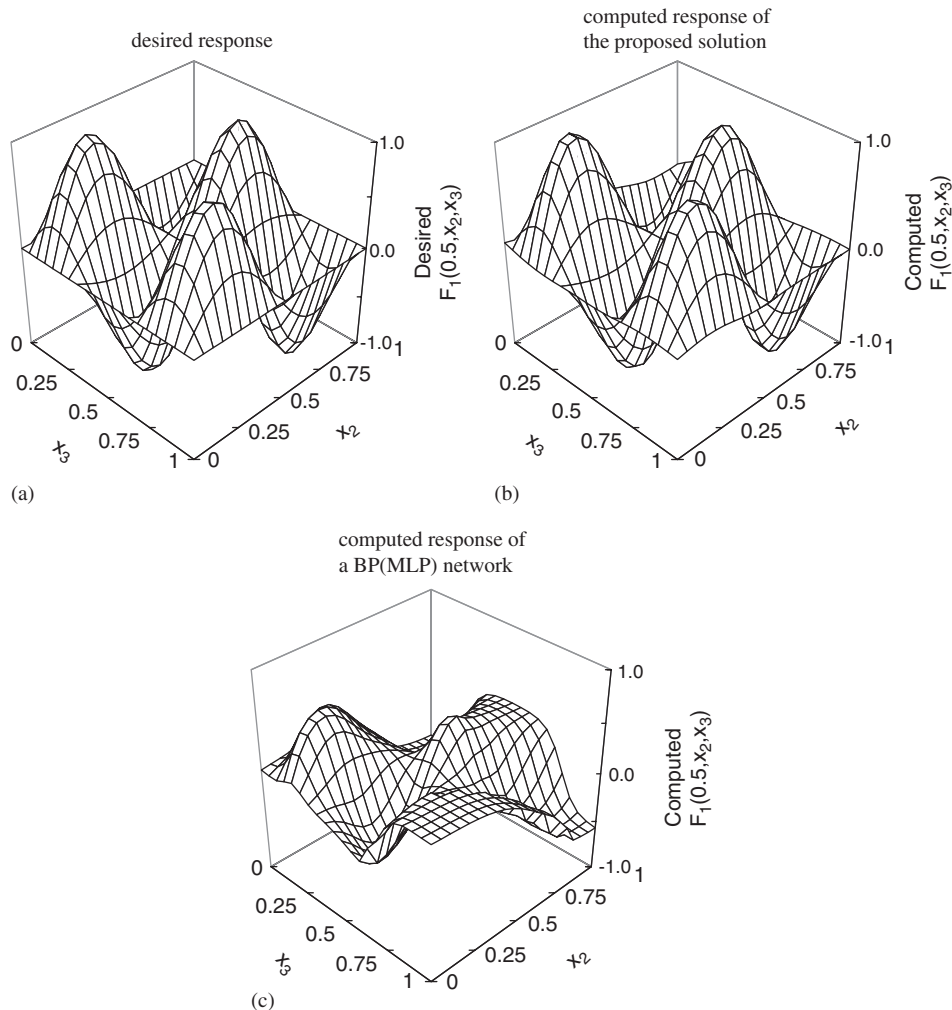 desired response
1.0
0.0
-1.0
Desired
F1(0.5,x2,x3)
0
0.25
0.5
0.75
1
x3
0
0.25
0.5
0.75
1
x2
(a)
computed response of
the proposed solution
1.0
0.0
-1.0
Computed
F1(0.5,x2,x3)
0
0.25
0.5
0.75
1
x3
0
0.25
0.5
0.75
1
x2
(b)
computed response of
a BP(MLP) network
1.0
0.0
-1.0
Computed
F1(0.5,x2,x3)
0
0.25
0.5
0.75
1
x3
0
0.25
0.5
0.75
1
x2
(c)